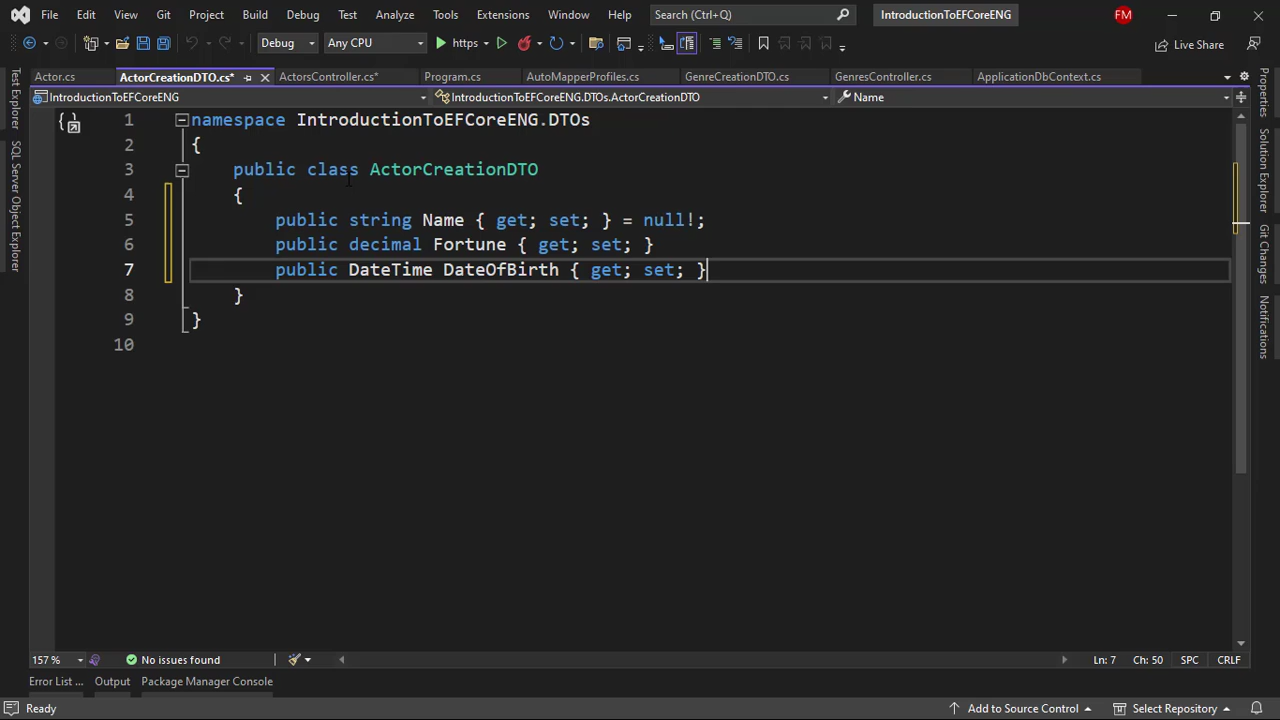 File Edit View Git Project Build Debug Test Analyze Tools Extensions Window Help Search (Ctrl+Q) IntroductionToEFCoreENG FM
Debug Any CPU https Live Share
Actor.cs ActorCreationDTO.cs* ActorsController.cs* Program.cs AutoMapperProfiles.cs GenreCreationDTO.cs GenresController.cs ApplicationDbContext.cs
IntroductionToEFCoreENG IntroductionToEFCoreENG.DTOs.ActorCreationDTO Name
Test Explorer
SQL Server Object Explorer
1 namespace IntroductionToEFCoreENG.DTOs
2 {
3 public class ActorCreationDTO
4 {
5 public string Name { get; set; } = null!;
6 public decimal Fortune { get; set; }
7 public DateTime DateOfBirth { get; set; }
8 }
9 }
10
Properties
Solution Explorer
Git Changes
Notifications
157 % No issues found Ln: 7 Ch: 50 SPC CRLF
Error List ... Output Package Manager Console
Ready Add to Source Control Select Repository